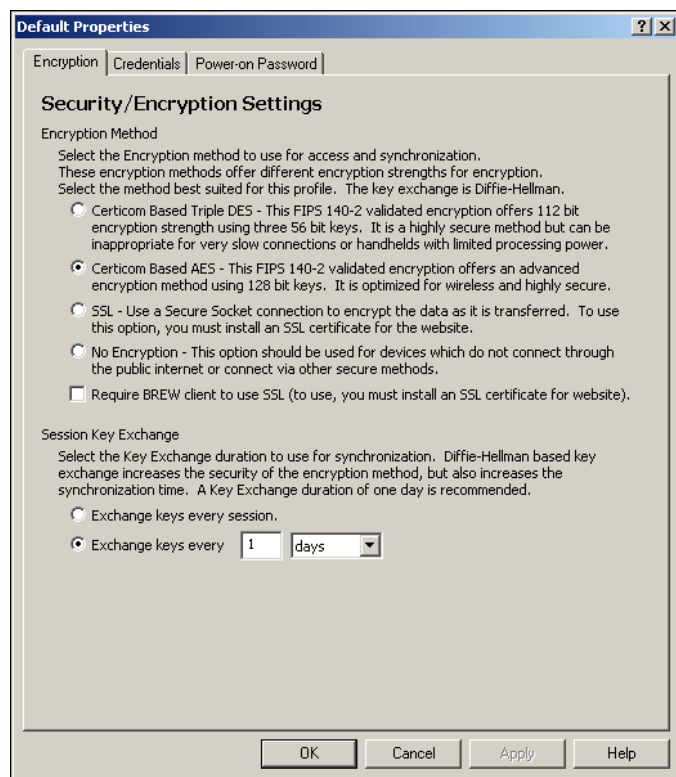 Default Properties
?
X
Encryption Credentials Power-on Password
Security/Encryption Settings
Encryption Method
Select the Encryption method to use for access and synchronization.
These encryption methods offer different encryption strengths for encryption.
Select the method best suited for this profile. The key exchange is Diffie-Hellman.
Certicom Based Triple DES - This FIPS 140-2 validated encryption offers 112 bit
encryption strength using three 56 bit keys. It is a highly secure method but can be
inappropriate for very slow connections or handhelds with limited processing power.
Certicom Based AES - This FIPS 140-2 validated encryption offers an advanced
encryption method using 128 bit keys. It is optimized for wireless and highly secure.
SSL - Use a Secure Socket connection to encrypt the data as it is transferred. To use
this option, you must install an SSL certificate for the website.
No Encryption - This option should be used for devices which do not connect through
the public internet or connect via other secure methods.
Require BREW client to use SSL (to use, you must install an SSL certificate for website).
Session Key Exchange
Select the Key Exchange duration to use for synchronization. Diffie-Hellman based key
exchange increases the security of the encryption method, but also increases the
synchronization time. A Key Exchange duration of one day is recommended.
Exchange keys every session.
Exchange keys every 1 days
OK Cancel Apply Help